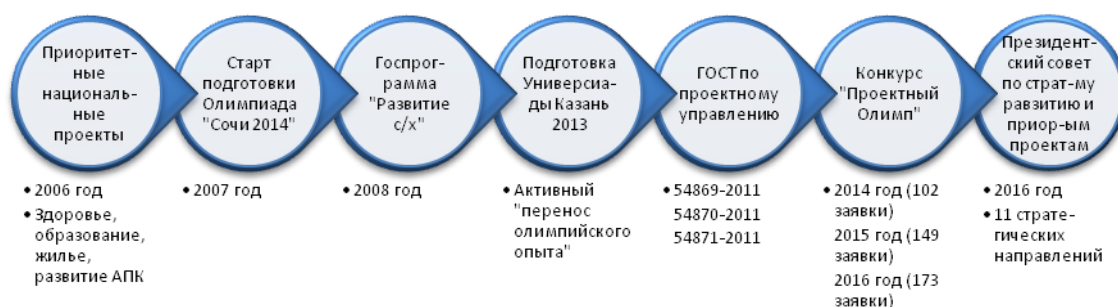 Приоритет-
ные
националь-
ные
проекты
Старт
подготовки
Олимпиада
"Сочи 2014"
Госпрог-
рамма
"Развитие
с/х"
Подготовка
Универсиа-
ды Казань
2013
ГОСТ по
проектному
управлению
Конкурс
"Проектный
Олимп"
Президент-
ский совет
по страт-му
равзитию и
приор-ым
проектам
• 2006 год
• Здоровье,
образование,
жилье,
развитие АПК
• 2007 год
• 2008 год
• Активный
"перенос
олимпийского
опыта"
• 54869-2011
54870-2011
54871-2011
• 2014 год (102
заявки)
2015 год (149
заявки)
2016 год (173
заявки)
• 2016 год
• 11 страте-
гических
направлений